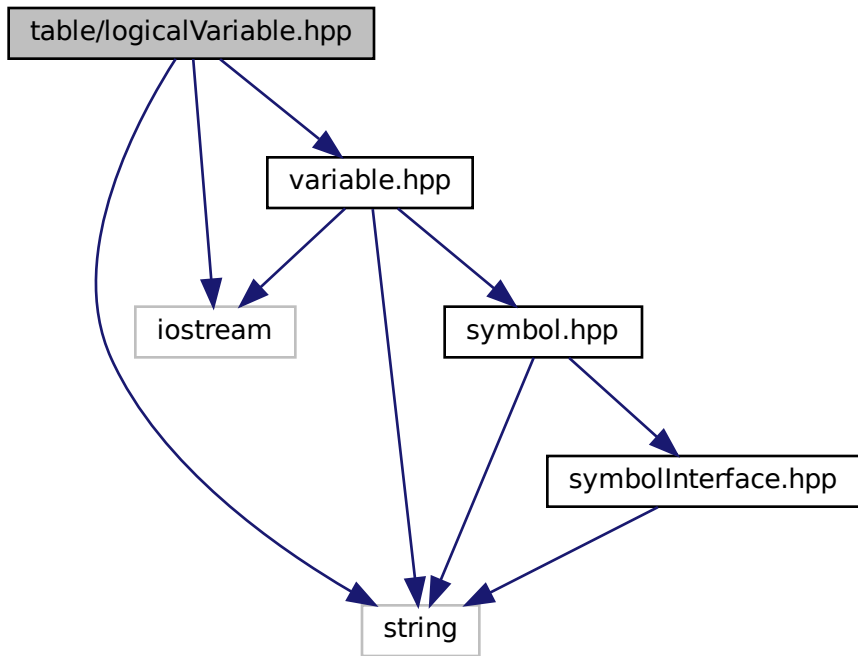 table/logicalVariable.hpp
variable.hpp
iostream
symbol.hpp
symbolInterface.hpp
string